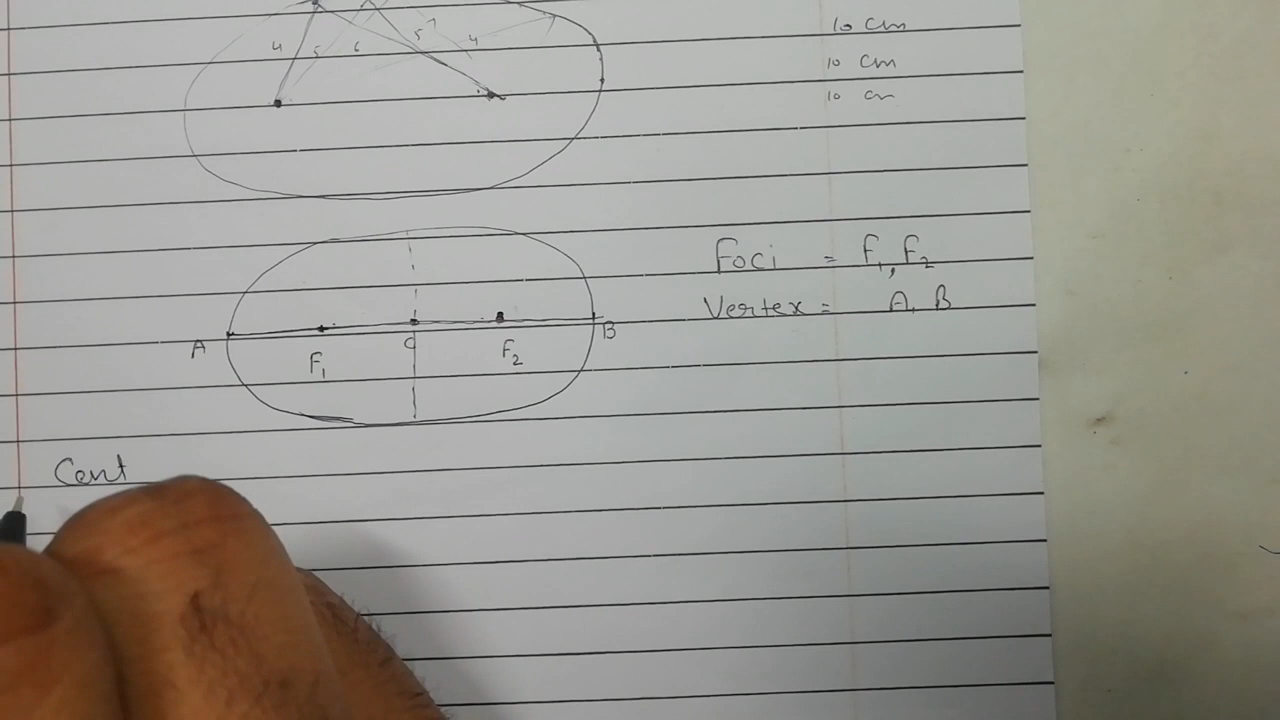 10 cm
4 5 6 5 7 4
10 cm
10 cm
Foci = F1, F2
Vertex = A, B
A F1 C F2 B
Cent